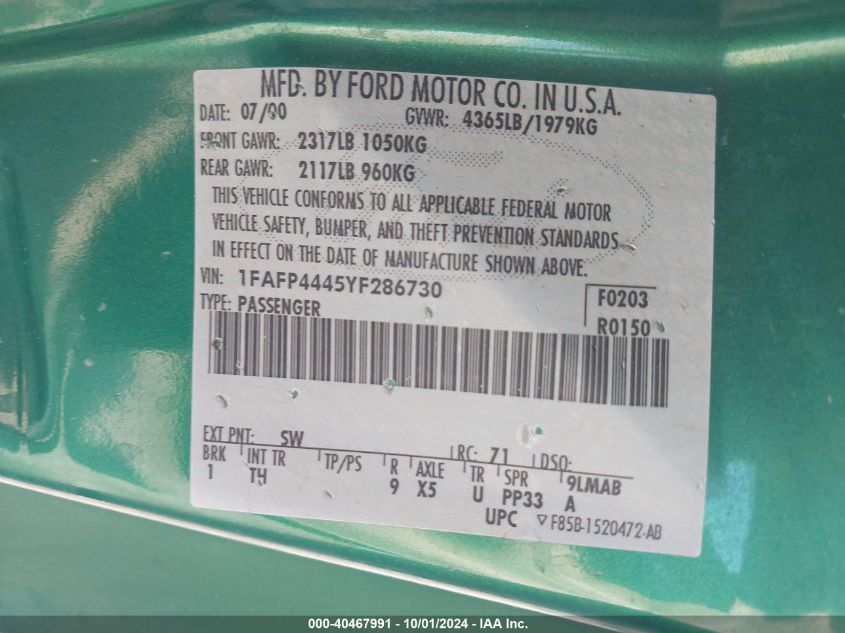 MFD. BY FORD MOTOR CO. IN U.S.A.
DATE: 07/00 GVWR: 4365LB/1979KG
FRONT GAWR: 2317LB 1050KG
REAR GAWR: 2117LB 960KG
THIS VEHICLE CONFORMS TO ALL APPLICABLE FEDERAL MOTOR
VEHICLE SAFETY, BUMPER, AND THEFT PREVENTION STANDARDS
IN EFFECT ON THE DATE OF MANUFACTURE SHOWN ABOVE.
VIN: 1FAFP4445YF286730 F0203
TYPE: PASSENGER R0150
EXT PNT: SW RC: 71 DSO:
BRK INT TR TP/PS R AXLE TR SPR 9LMAB
1 TH 9 X5 U PP33 A
UPC ▽F85B-1520472-AB
000-40467991 - 10/01/2024 - IAAI Inc.